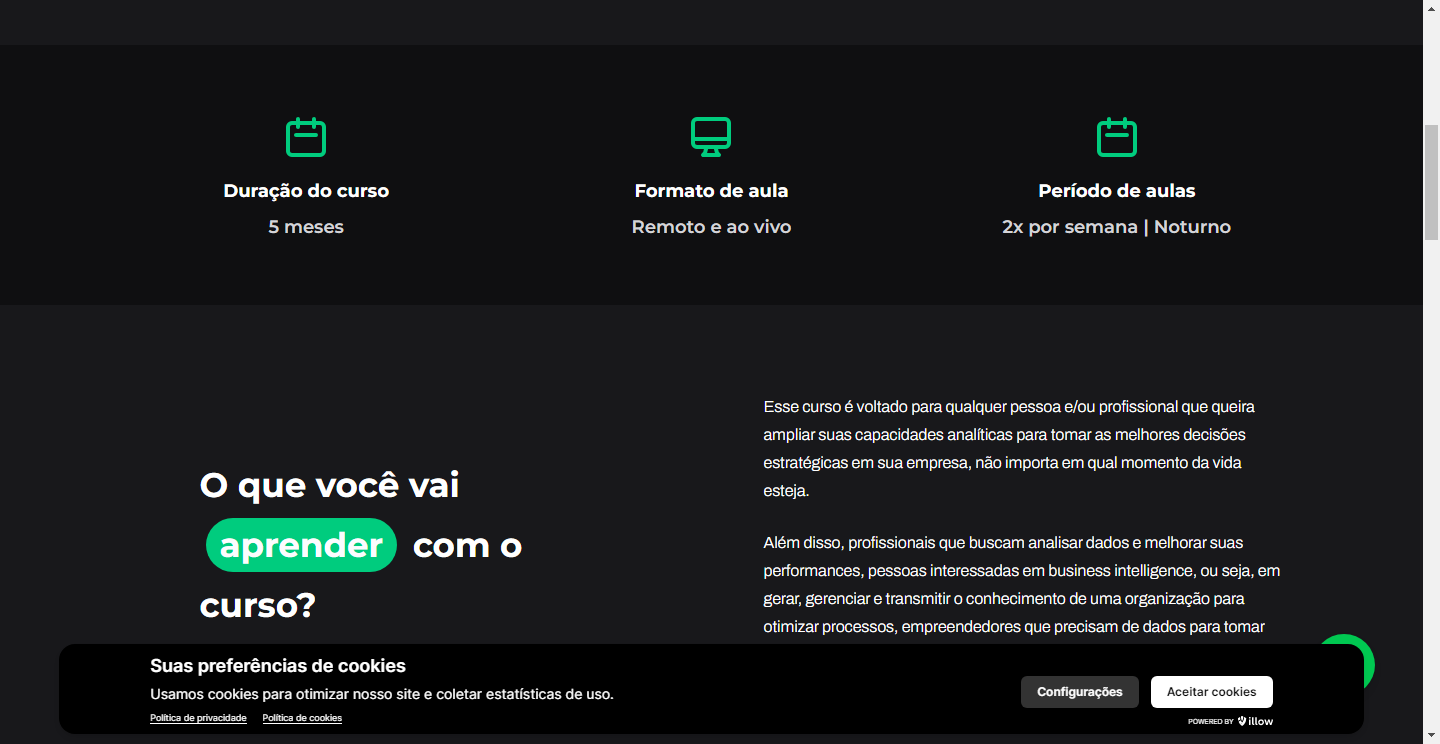 Duração do curso
5 meses
Formato de aula
Remoto e ao vivo
Período de aulas
2x por semana | Noturno
O que você vai
aprender com o
curso?
Esse curso é voltado para qualquer pessoa e/ou profissional que queira
ampliar suas capacidades analíticas para tomar as melhores decisões
estratégicas em sua empresa, não importa em qual momento da vida
esteja.
Além disso, profissionais que buscam analisar dados e melhorar suas
performances, pessoas interessadas em business intelligence, ou seja, em
gerar, gerenciar e transmitir o conhecimento de uma organização para
otimizar processos, empreendedores que precisam de dados para tomar
Suas preferências de cookies
Usamos cookies para otimizar nosso site e coletar estatísticas de uso.
Política de privacidade Política de cookies
Configurações Aceitar cookies
POWERED BY illow